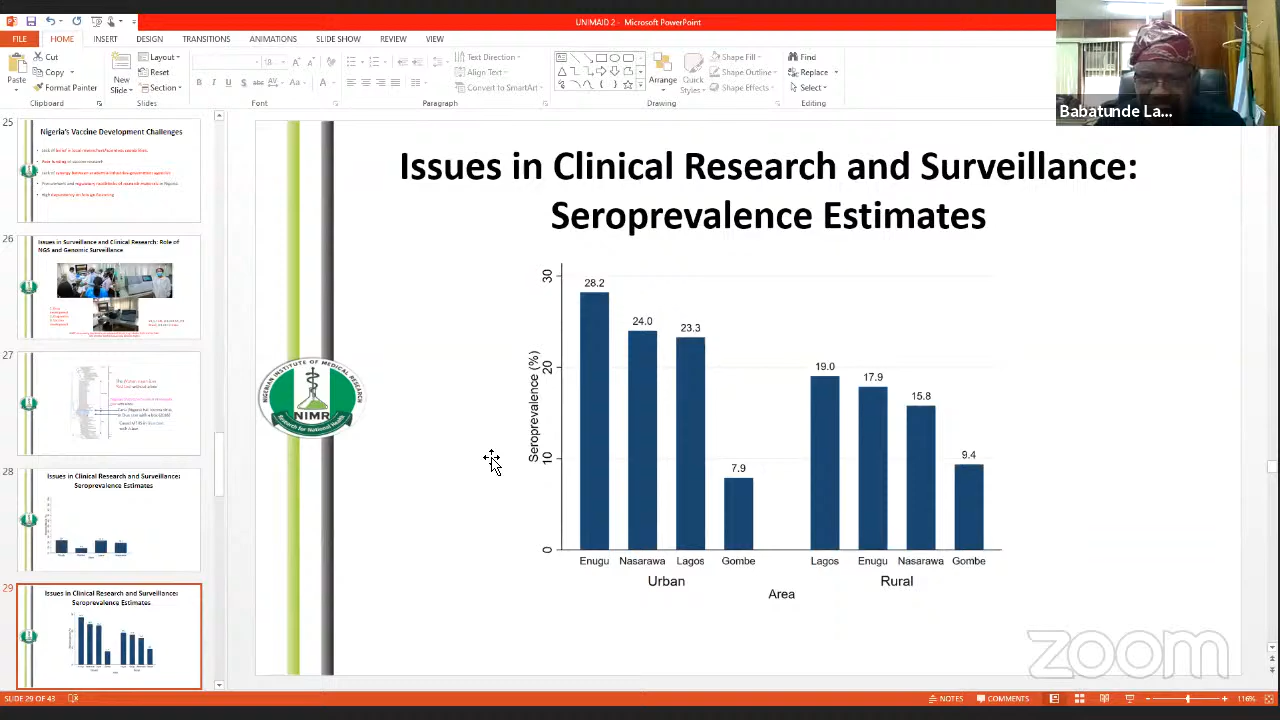 UNIMAID 2 - Microsoft PowerPoint
FILE HOME INSERT DESIGN TRANSITIONS ANIMATIONS SLIDE SHOW REVIEW VIEW
Cut
Copy
Format Painter
Paste
Clipboard
New
Slide
Layout
Reset
Section
Slides
18
B I U S abc AV Aa A
Font
Text Direction
Align Text
Convert to SmartArt
Paragraph
Arrange
Quick
Styles
Shape Fill
Shape Outline
Shape Effects
Drawing
Find
Replace
Select
Editing
Babatunde La...
25
Nigeria's Vaccine Development Challenges
26
Issues in Surveillance and Clinical Research: Role of
NGS and Genomic Surveillance
27
28
Issues in Clinical Research and Surveillance:
Seroprevalence Estimates
29
Issues in Clinical Research and Surveillance:
Seroprevalence Estimates
Issues in Clinical Research and Surveillance:
Seroprevalence Estimates
NIGERIAN INSTITUTE OF MEDICAL RESEARCH
NIMR
Research for National Health
Seroprevalence (%)
30
20
10
0
28.2
24.0
23.3
7.9
19.0
17.9
15.8
9.4
Enugu Nasarawa Lagos Gombe Lagos Enugu Nasarawa Gombe
Urban Rural
Area
zoom
SLIDE 29 OF 43
NOTES COMMENTS 116%